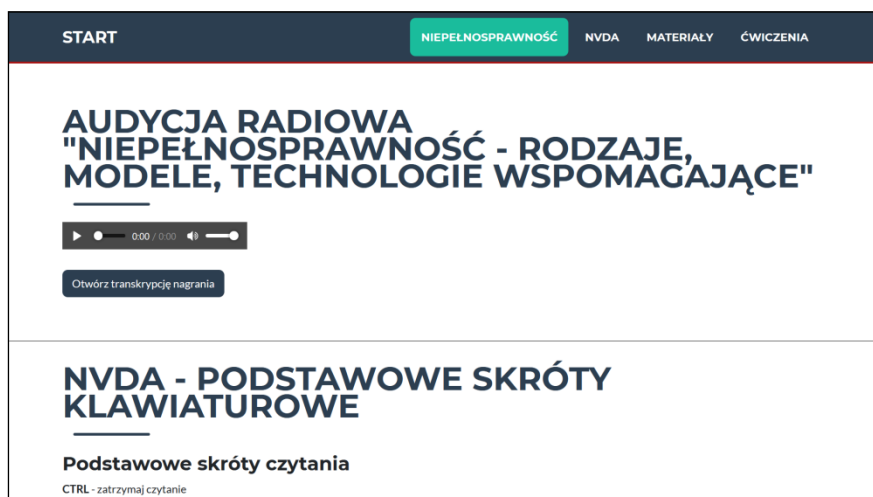 START
NIEPEŁNOSPRAWNOŚĆ NVDA MATERIAŁY ĆWICZENIA
AUDYCJA RADIOWA
"NIEPEŁNOSPRAWNOŚĆ - RODZAJE,
MODELE, TECHNOLOGIE WSPOMAGAJĄCE"
0:00 / 0:00
Otwórz transkrypcję nagrania
NVDA - PODSTAWOWE SKRÓTY
KLAWIATUROWE
Podstawowe skróty czytania
CTRL - zatrzymaj czytanie